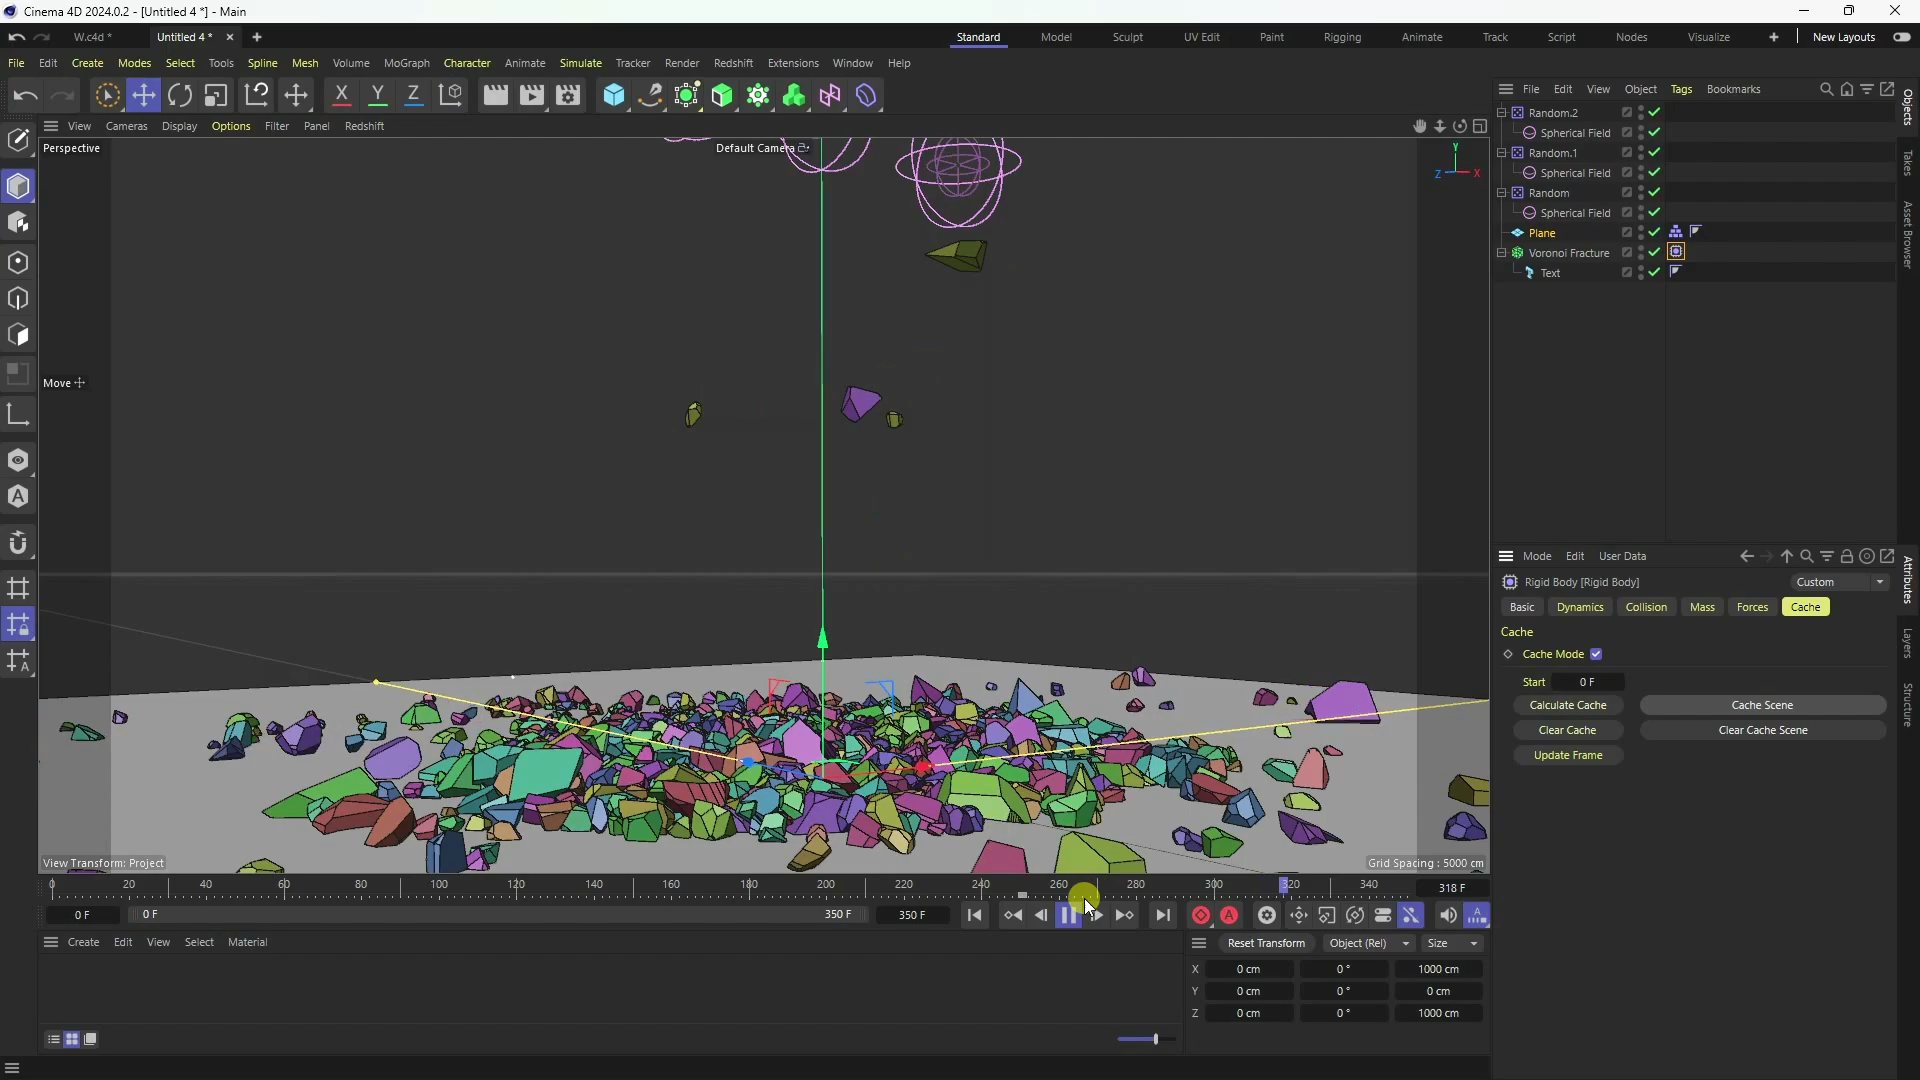 Cinema 4D 2024.0.2 - [Untitled 4 *] - Main
W.c4d *
Untitled 4 *
Standard
Model
Sculpt
UV Edit
Paint
Rigging
Animate
Track
Script
Nodes
Visualize
New Layouts
File
Edit
Create
Modes
Select
Tools
Spline
Mesh
Volume
MoGraph
Character
Animate
Simulate
Tracker
Render
Redshift
Extensions
Window
Help
X
Y
Z
File
Edit
View
Object
Tags
Bookmarks
View
Cameras
Display
Options
Filter
Panel
Redshift
Perspective
Default Camera
Y
Z
X
Move
Random.2
Spherical Field
Random.1
Spherical Field
Random
Spherical Field
Plane
Voronoi Fracture
Text
Objects
Takes
Asset Browser
Mode
Edit
User Data
Rigid Body [Rigid Body]
Custom
Basic
Dynamics
Collision
Mass
Forces
Cache
Cache
Cache Mode
Start
0 F
Calculate Cache
Cache Scene
Clear Cache
Clear Cache Scene
Update Frame
Attributes
Layers
Structure
View Transform: Project
Grid Spacing : 5000 cm
0
20
40
60
80
100
120
140
160
180
200
220
240
260
280
300
320
340
318 F
0 F
0 F
350 F
350 F
Create
Edit
View
Select
Material
Reset Transform
Object (Rel)
Size
X
0 cm
0 °
1000 cm
Y
0 cm
0 °
0 cm
Z
0 cm
0 °
1000 cm